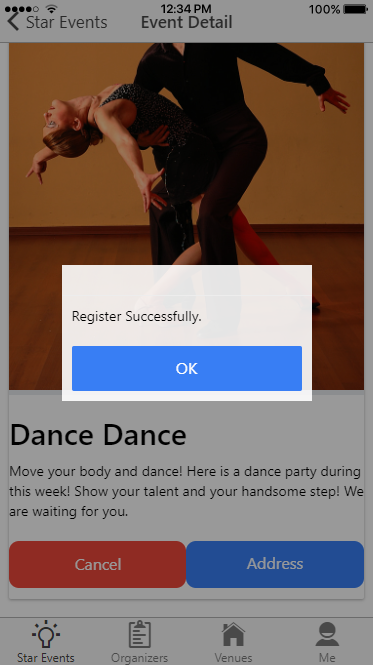 12:34 PM
100%
Star Events
Event Detail
Register Successfully.
OK
Dance Dance
Move your body and dance! Here is a dance party during
this week! Show your talent and your handsome step! We
are waiting for you.
Cancel
Address
Star Events
Organizers
Venues
Me